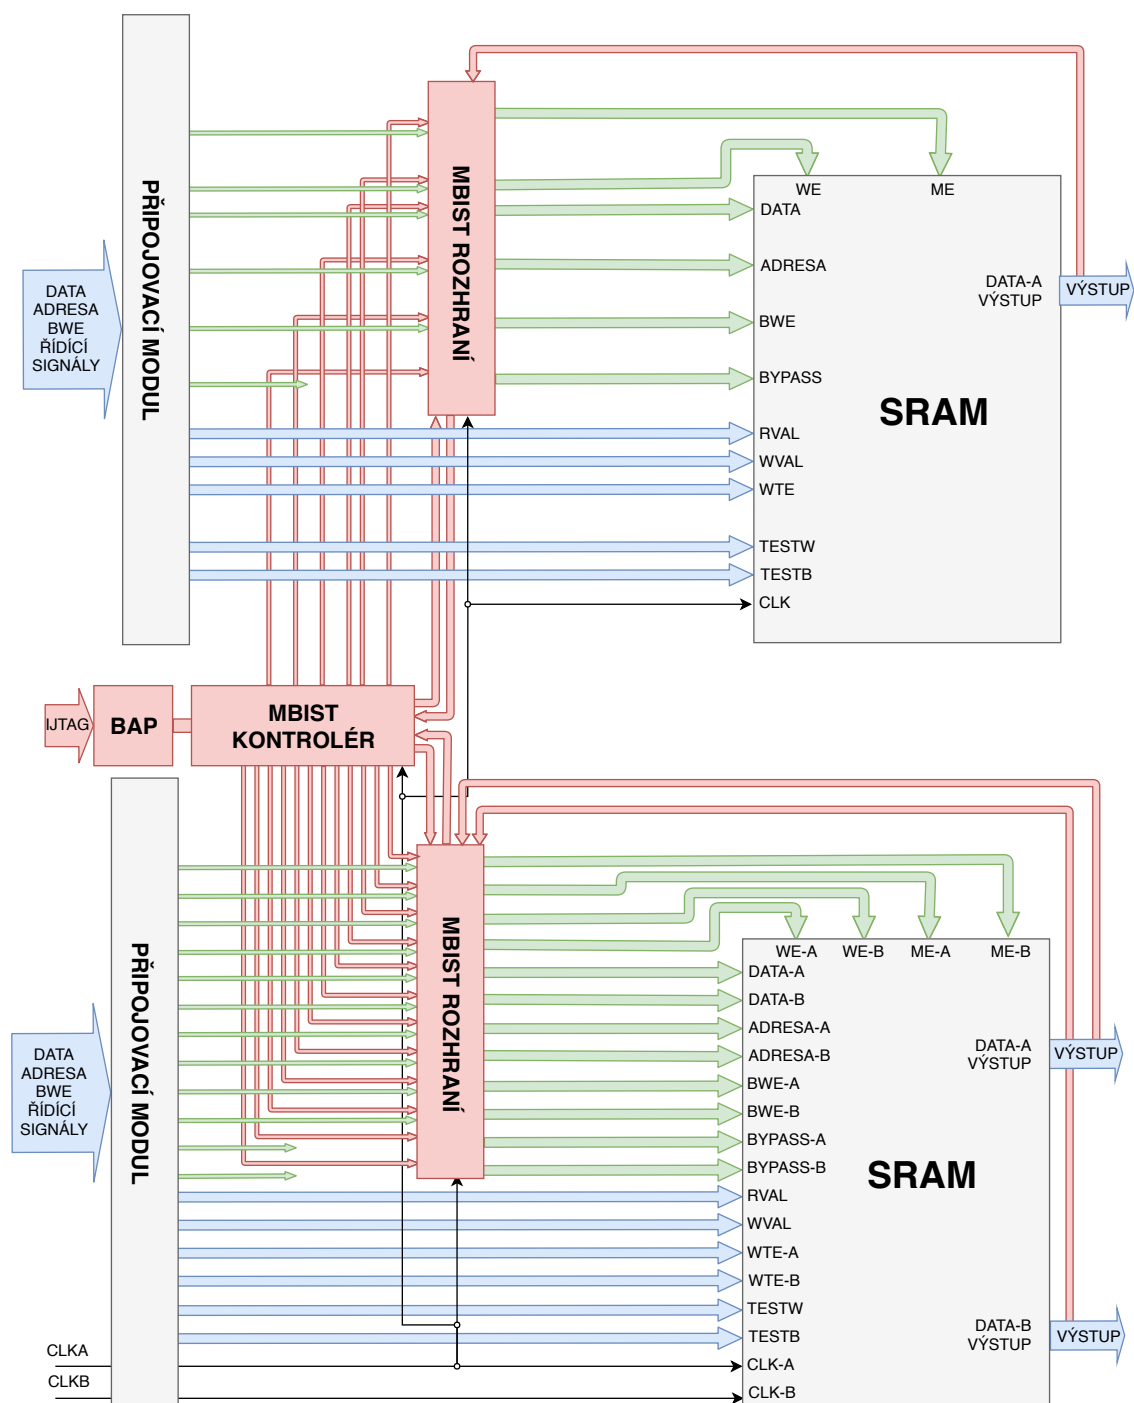 PŘIPOJOVACÍ MODUL
DATA
ADRESA
BWE
ŘÍDÍCÍ
SIGNÁLY
MBIST ROZHRANÍ
WE
ME
DATA
ADRESA
BWE
BYPASS
RVAL
WVAL
WTE
TESTW
TESTB
CLK
SRAM
DATA-A
VÝSTUP
VÝSTUP
IJTAG
BAP
MBIST
KONTROLÉR
PŘIPOJOVACÍ MODUL
DATA
ADRESA
BWE
ŘÍDÍCÍ
SIGNÁLY
MBIST ROZHRANÍ
WE-A
WE-B
ME-A
ME-B
DATA-A
DATA-B
ADRESA-A
ADRESA-B
BWE-A
BWE-B
BYPASS-A
BYPASS-B
RVAL
WVAL
WTE-A
WTE-B
TESTW
TESTB
CLK-A
CLK-B
SRAM
DATA-A
VÝSTUP
VÝSTUP
DATA-B
VÝSTUP
VÝSTUP
CLKA
CLKB